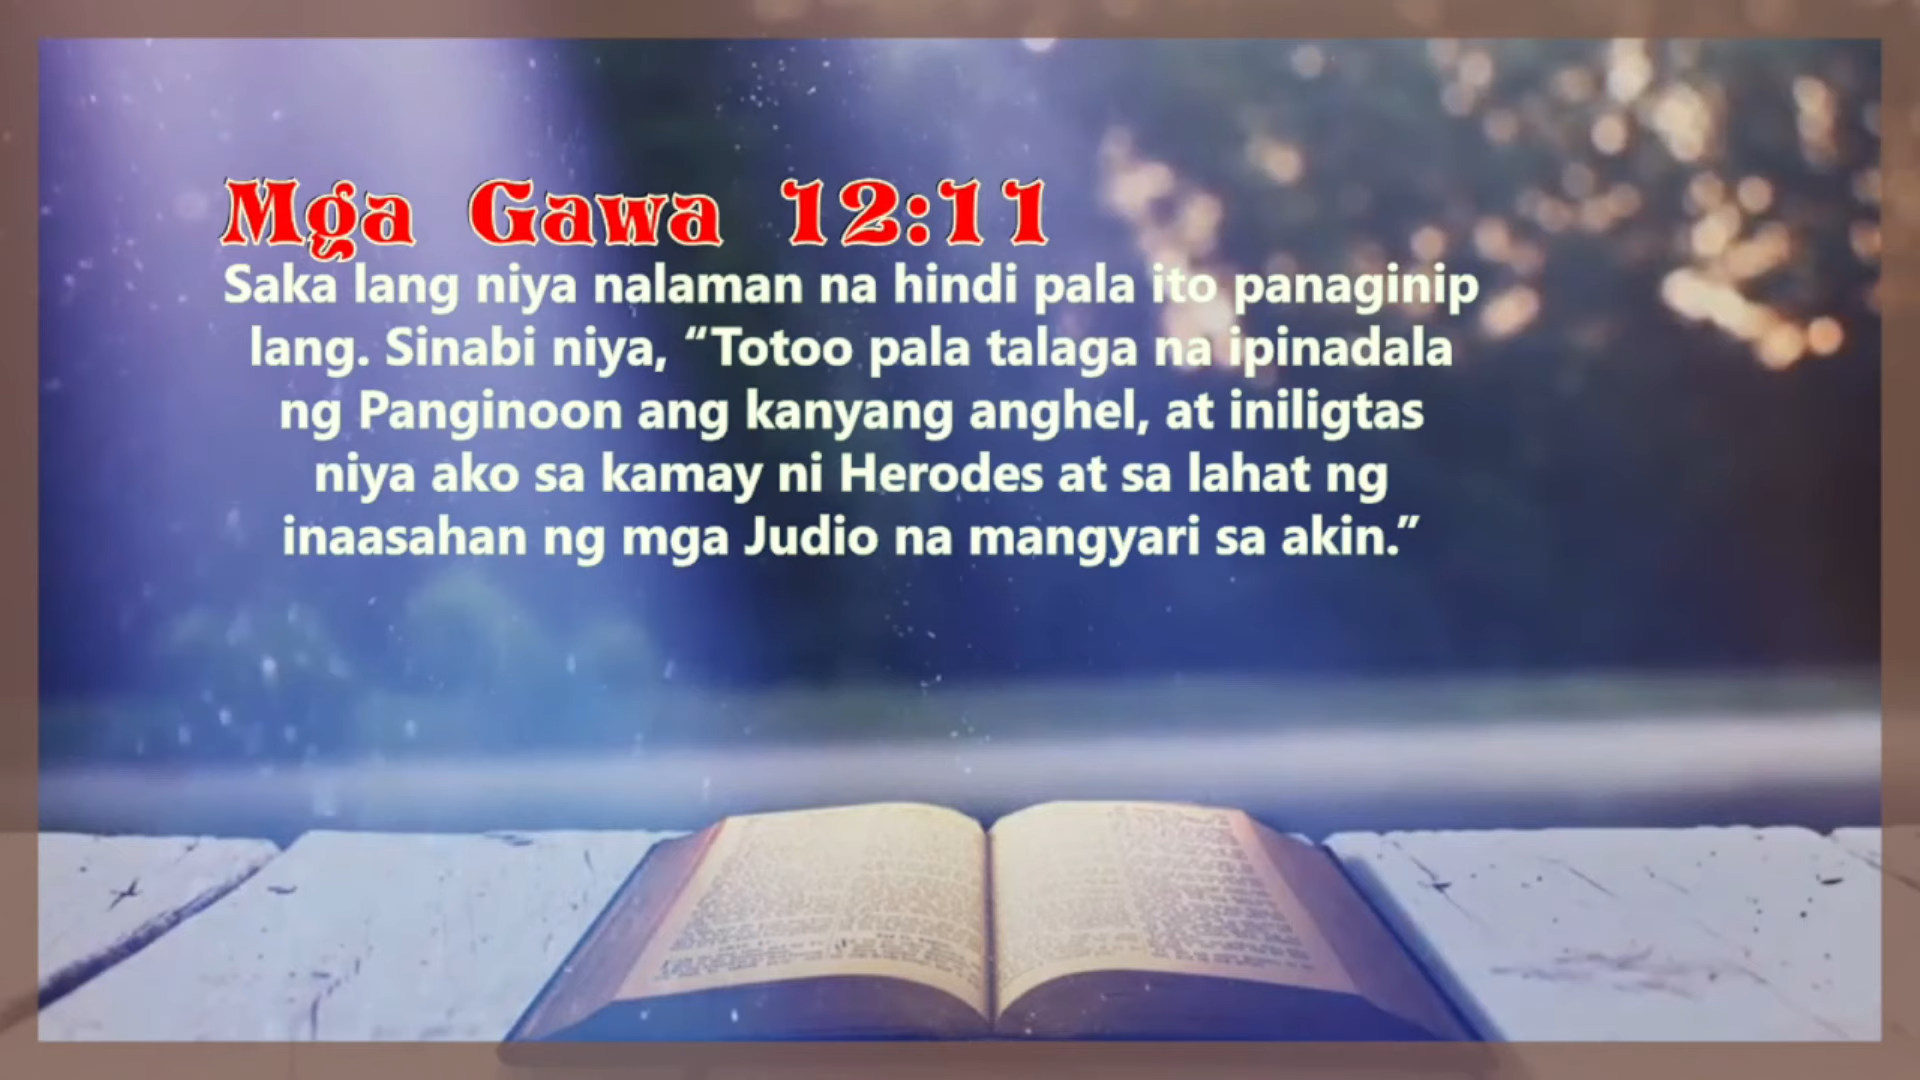 Mga Gawa 12:11
Saka lang niya nalaman na hindi pala ito panaginip
lang. Sinabi niya, “Totoo pala talaga na ipinadala
ng Panginoon ang kanyang anghel, at iniligtas
niya ako sa kamay ni Herodes at sa lahat ng
inaasahan ng mga Judio na mangyari sa akin.”